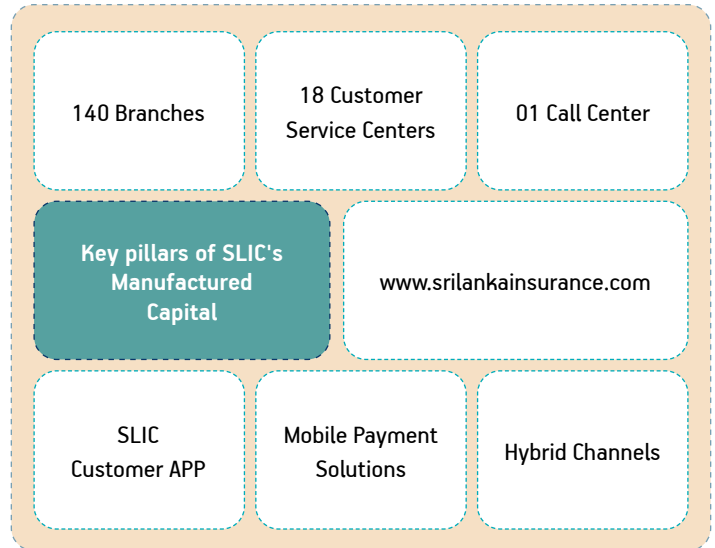 140 Branches
18 Customer
Service Centers
01 Call Center
Key pillars of SLIC's
Manufactured
Capital
www.srilankainsurance.com
SLIC
Customer APP
Mobile Payment
Solutions
Hybrid Channels